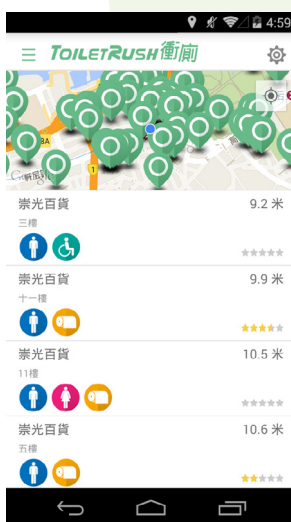 4:59
TOILETRUSH衝廁
1
崇光百貨 9.2 米
三樓
崇光百貨 9.9 米
十一樓
崇光百貨 10.5 米
11樓
崇光百貨 10.6 米
五樓